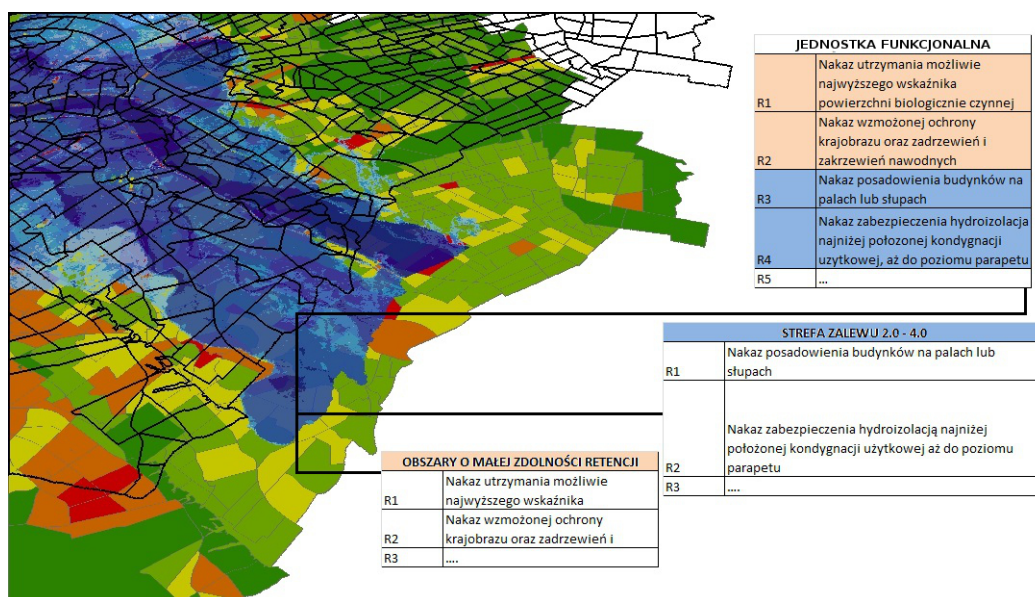 JEDNOSTKA FUNKCJONALNA
Nakaz utrzymania możliwie
najwyższego wskaźnika
R1 powierzchni biologicznie czynnej
Nakaz wzmożonej ochrony
krajobrazu oraz zadrzewień i
R2 zakrzewień nawodnych
Nakaz posadowienia budynków na
R3 palach lub słupach
Nakaz zabezpieczenia hydroizolacją
najniżej połozonej kondygnacji
R4 uzytkowej, aż do poziomu parapetu
R5 ...
STREFA ZALEWU 2.0 - 4.0
Nakaz posadowienia budynków na palach lub
R1 słupach
Nakaz zabezpieczenia hydroizolacją najniżej
położonej kondygnacji użytkowej aż do poziomu
R2 parapetu
R3 ....
OBSZARY O MAŁEJ ZDOLNOŚCI RETENCJI
Nakaz utrzymania możliwie
R1 najwyższego wskaźnika
Nakaz wzmożonej ochrony
R2 krajobrazu oraz zadrzewień i
R3 ....